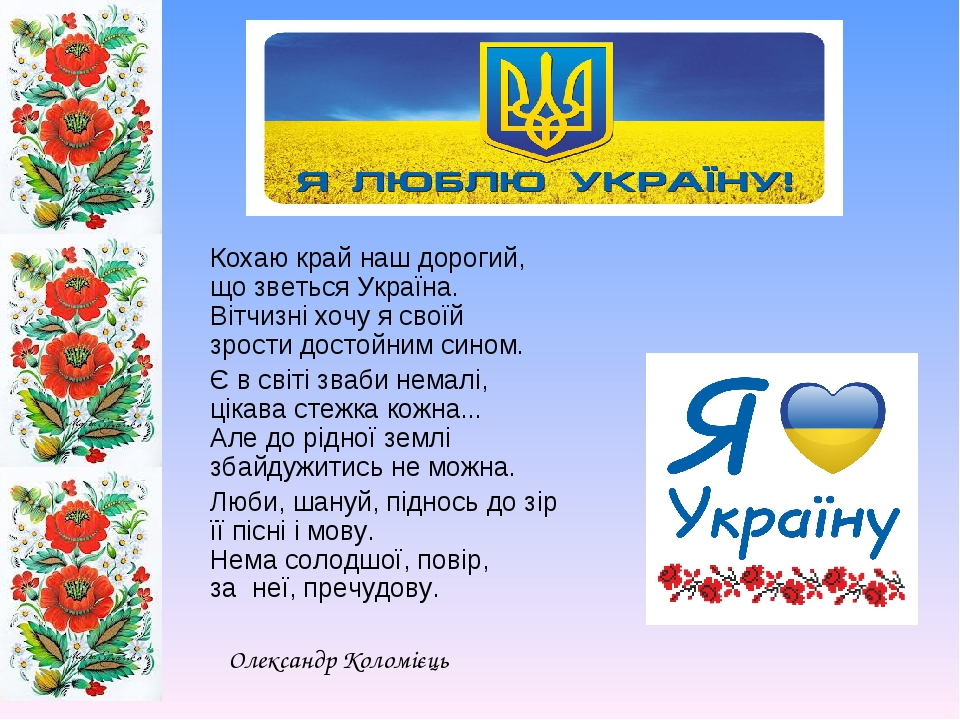 Я ЛЮБЛЮ УКРАЇНУ!
Кохаю край наш дорогий,
що зветься Україна.
Вітчизні хочу я своїй
зрости достойним сином.
Є в світі зваби немалі,
цікава стежка кожна...
Але до рідної землі
збайдужитись не можна.
Люби, шануй, піднось до зір
її пісні і мову.
Нема солодшої, повір,
за неї, пречудову.
Я
Україну
Олександр Коломієць